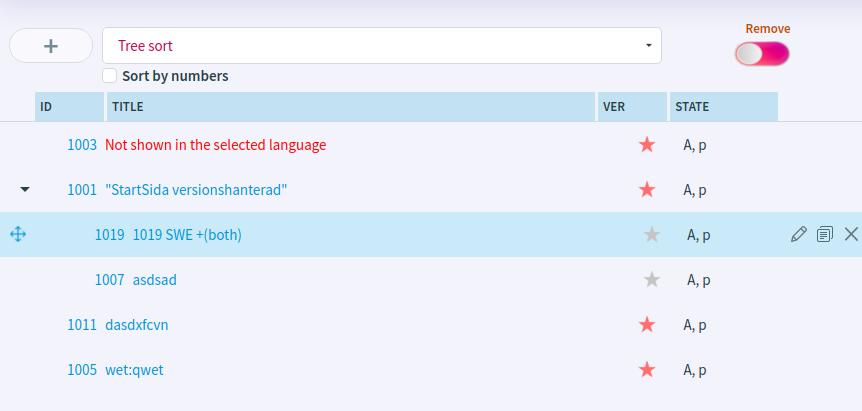 Remove
Tree sort
Sort by numbers
ID TITLE VER STATE
1003 Not shown in the selected language A, p
1001 "StartSida versionshanterad" A, p
1019 1019 SWE +(both) A, p
1007 asdsad A, p
1011 dasdxfcvn A, p
1005 wet:qwet A, p